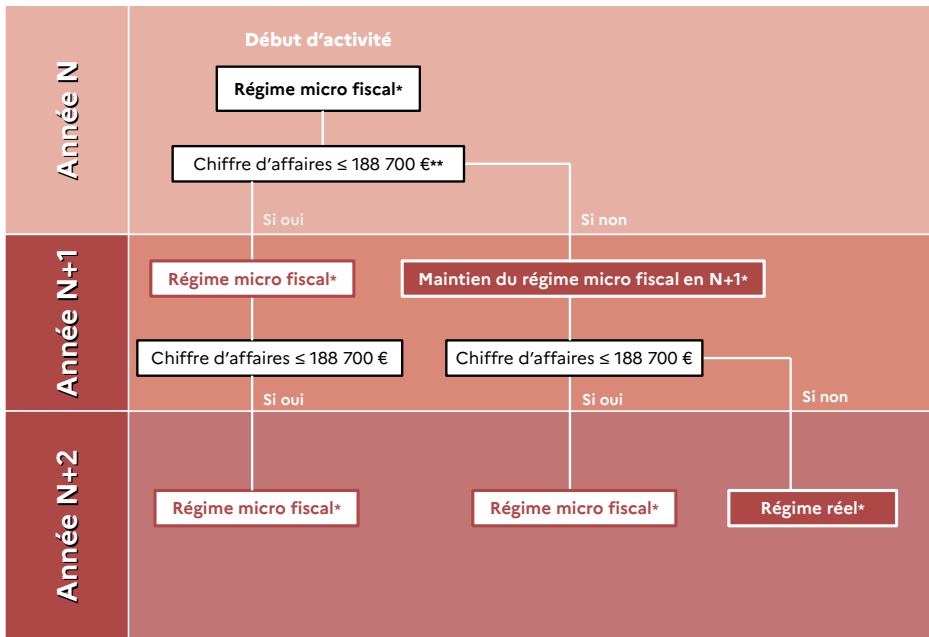 Année N
Début d'activité
Régime micro fiscal*
Chiffre d'affaires ≤ 188 700 €**
Si oui
Si non
Année N+1
Régime micro fiscal*
Maintien du régime micro fiscal en N+1*
Chiffre d'affaires ≤ 188 700 €
Chiffre d'affaires ≤ 188 700 €
Si oui
Si oui
Si non
Année N+2
Régime micro fiscal*
Régime micro fiscal*
Régime réel*